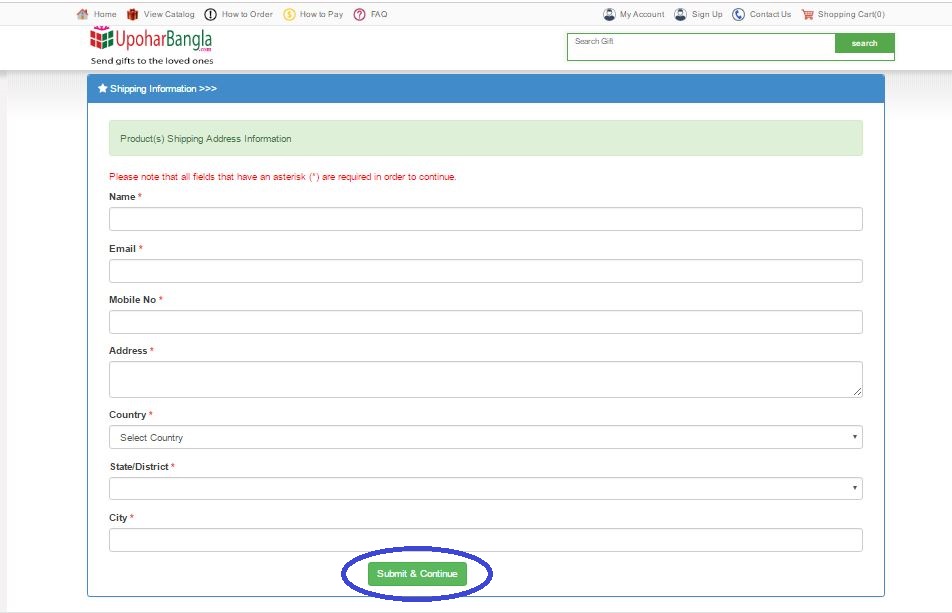 Home View Catalog How to Order How to Pay FAQ My Account Sign Up Contact Us Shopping Cart(0)
UpoharBangla
.com
Send gifts to the loved ones
Search Gift
search
Shipping Information >>>
Product(s) Shipping Address Information
Please note that all fields that have an asterisk (*) are required in order to continue.
Name *
Email *
Mobile No *
Address *
Country *
Select Country
State/District *
City *
Submit & Continue